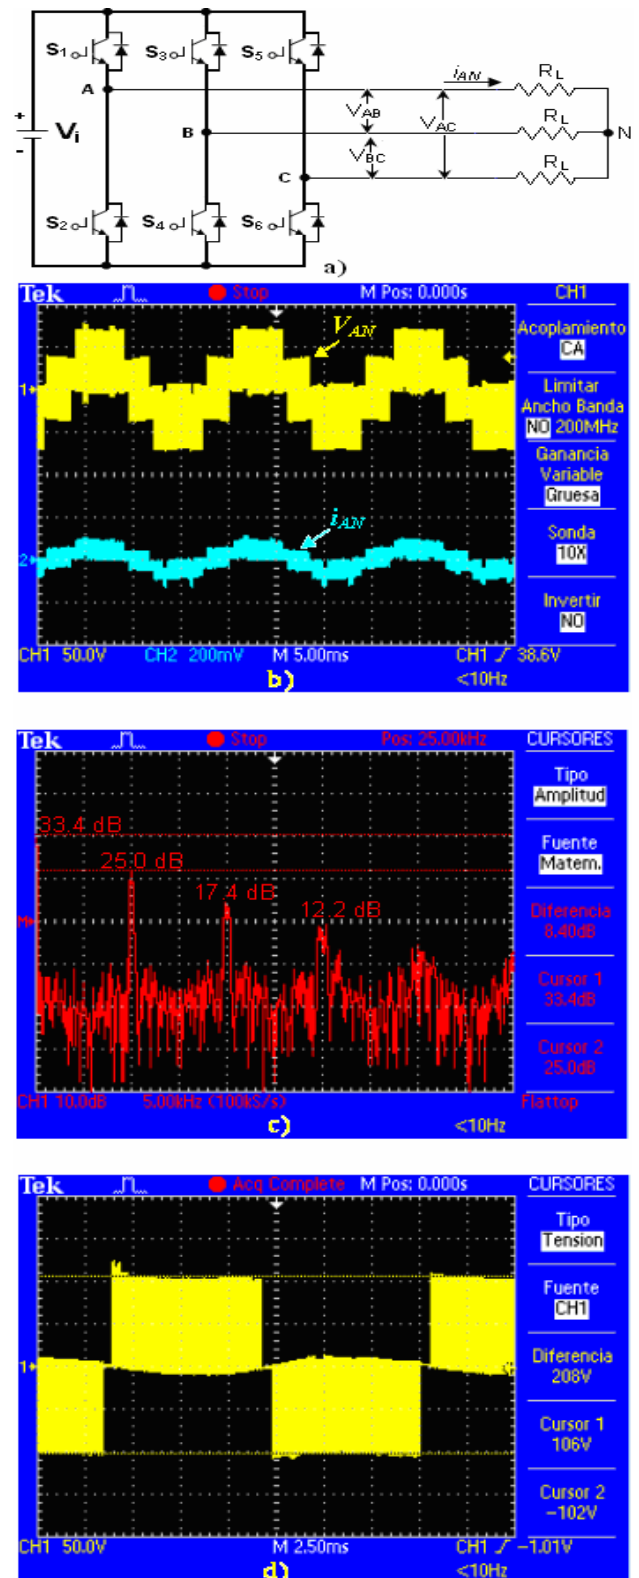 S1 S3 S5
iAN RL
A
VAB
VAC
+ Vi
RL
B N
-
VBC
RL
C
S2 S4 S6
a)
Tek Stop M Pos: 0.000s CH1
VAN
Acoplamiento
CA
1
Limitar
Ancho Banda
NO 200MHz
Ganancia
Variable
Gruesa
iAN
Sonda
10X
2
Invertir
NO
CH1 50.0V CH2 200mV M 5.00ms CH1 / 38.6V
b) <10Hz
Tek Stop Pos: 25.00kHz CURSORES
Tipo
Amplitud
33.4 dB
Fuente
Matem.
25.0 dB
17.4 dB
12.2 dB
M
Diferencia
8.40dB
Cursor 1
33.4dB
Cursor 2
25.0dB
CH1 10.0dB 5.00kHz (100kS/s) Flattop
c) <10Hz
Tek Acq Complete M Pos: 0.000s CURSORES
Tipo
Tension
Fuente
CH1
1
Diferencia
208V
Cursor 1
106V
Cursor 2
-102V
CH1 50.0V M 2.50ms CH1 / -1.01V
d) <10Hz